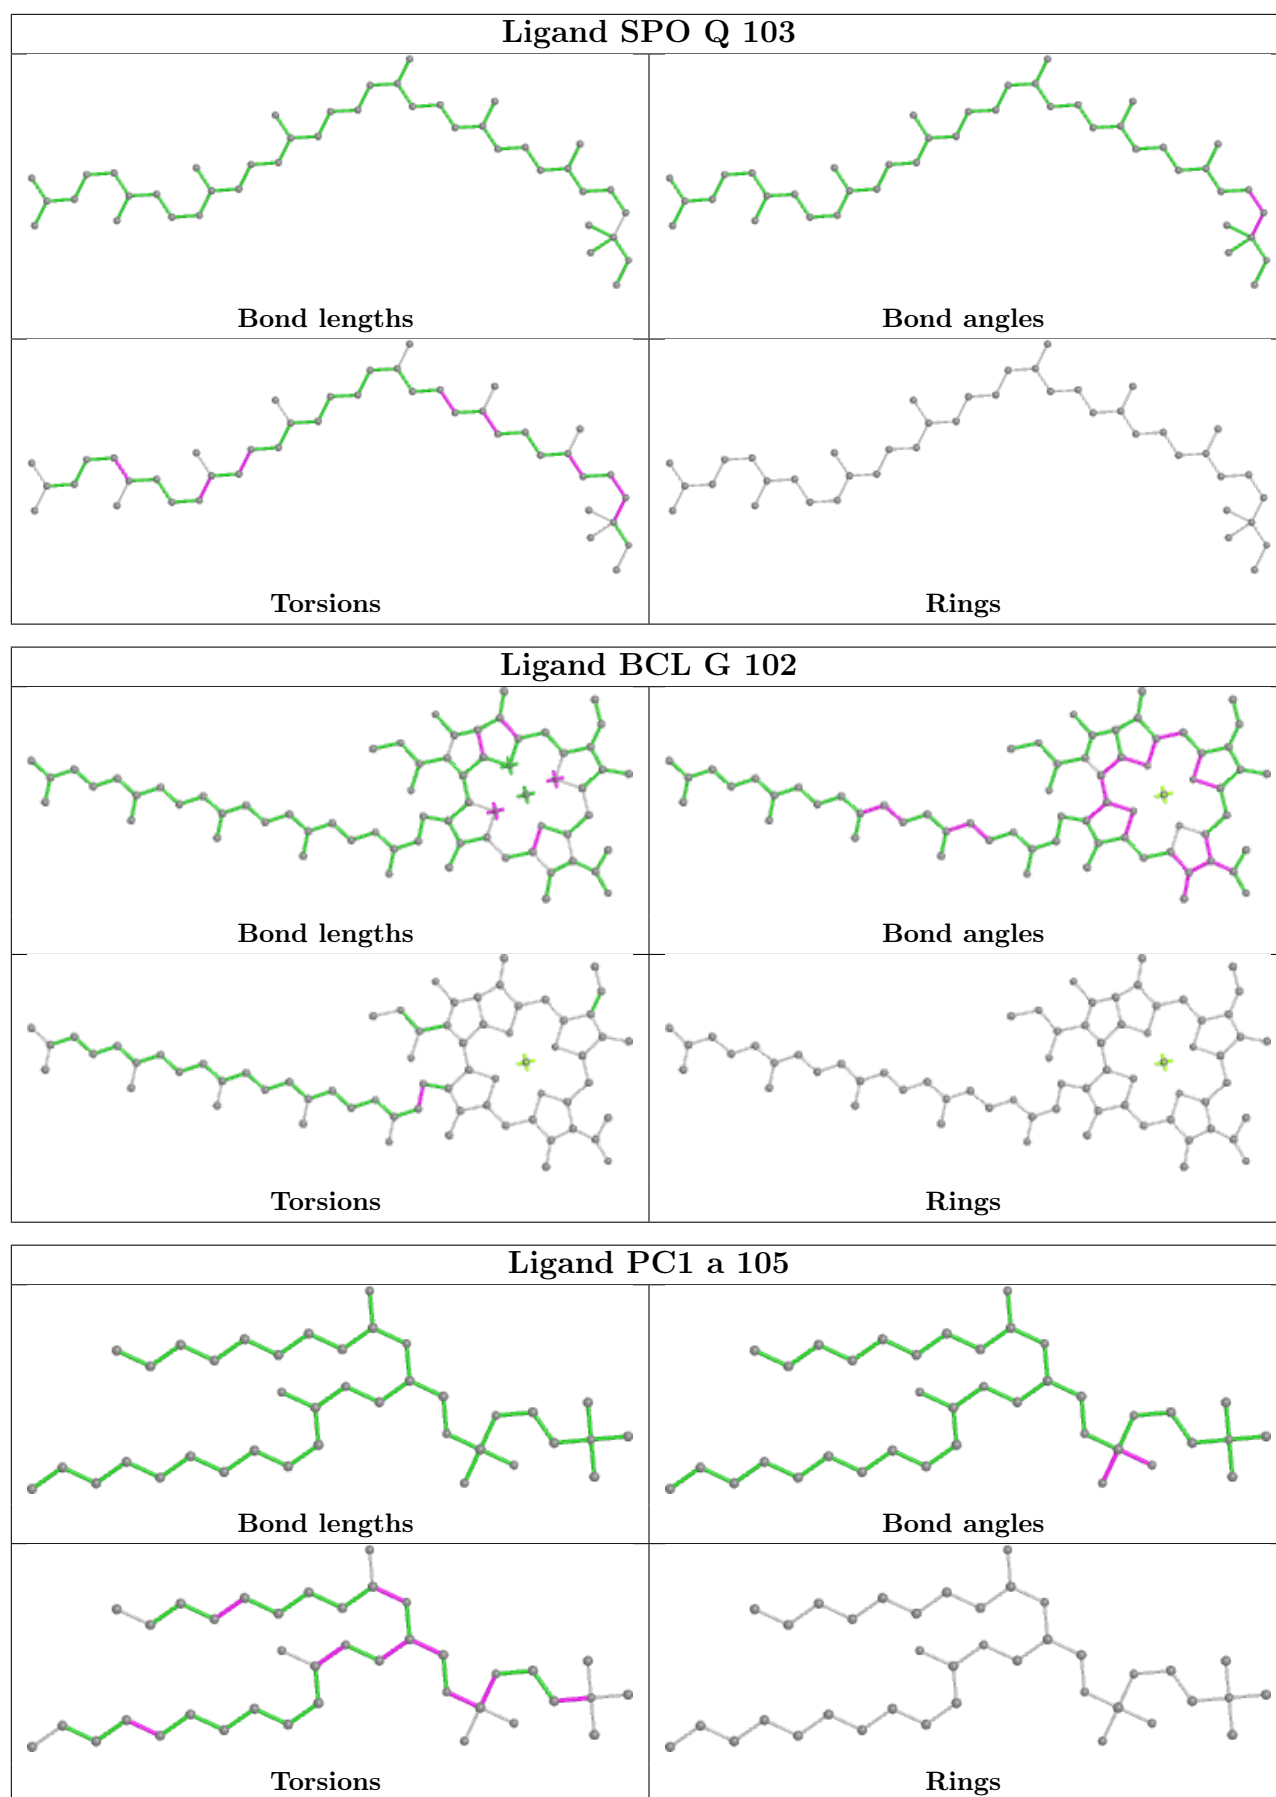 Ligand SPO Q 103
Bond lengths
Bond angles
Torsions
Rings
Ligand BCL G 102
Bond lengths
Bond angles
Torsions
Rings
Ligand PC1 a 105
Bond lengths
Bond angles
Torsions
Rings